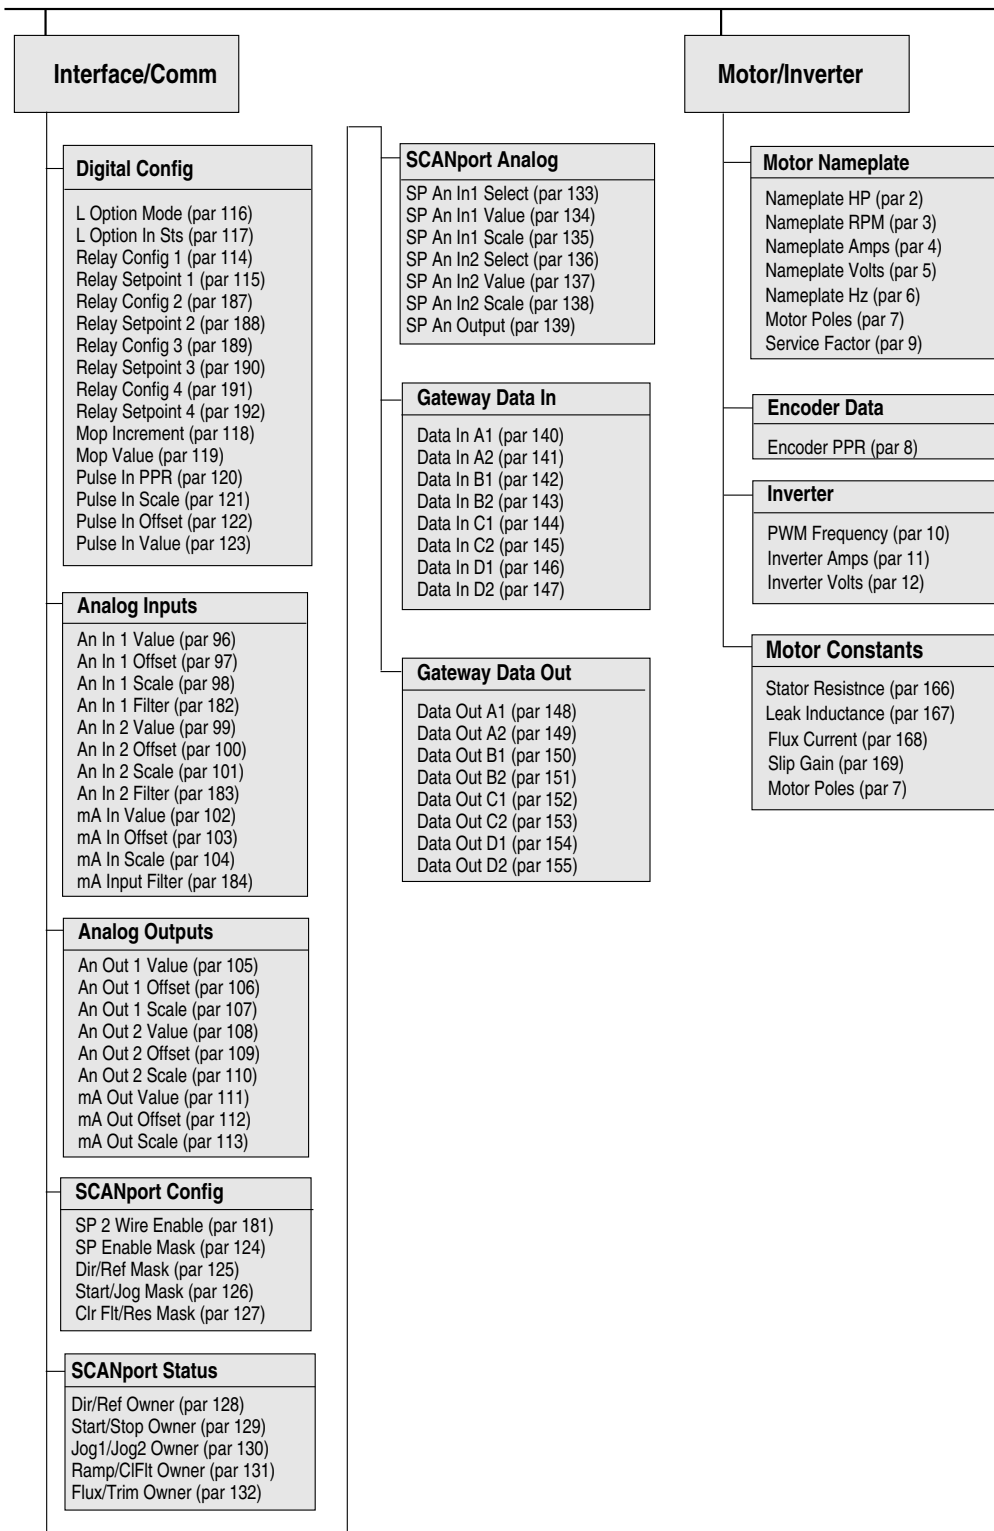 Interface/Comm
Digital Config
L Option Mode (par 116)
L Option In Sts (par 117)
Relay Config 1 (par 114)
Relay Setpoint 1 (par 115)
Relay Config 2 (par 187)
Relay Setpoint 2 (par 188)
Relay Config 3 (par 189)
Relay Setpoint 3 (par 190)
Relay Config 4 (par 191)
Relay Setpoint 4 (par 192)
Mop Increment (par 118)
Mop Value (par 119)
Pulse In PPR (par 120)
Pulse In Scale (par 121)
Pulse In Offset (par 122)
Pulse In Value (par 123)
Analog Inputs
An In 1 Value (par 96)
An In 1 Offset (par 97)
An In 1 Scale (par 98)
An In 1 Filter (par 182)
An In 2 Value (par 99)
An In 2 Offset (par 100)
An In 2 Scale (par 101)
An In 2 Filter (par 183)
mA In Value (par 102)
mA In Offset (par 103)
mA In Scale (par 104)
mA Input Filter (par 184)
Analog Outputs
An Out 1 Value (par 105)
An Out 1 Offset (par 106)
An Out 1 Scale (par 107)
An Out 2 Value (par 108)
An Out 2 Offset (par 109)
An Out 2 Scale (par 110)
mA Out Value (par 111)
mA Out Offset (par 112)
mA Out Scale (par 113)
SCANport Config
SP 2 Wire Enable (par 181)
SP Enable Mask (par 124)
Dir/Ref Mask (par 125)
Start/Jog Mask (par 126)
Clr Flt/Res Mask (par 127)
SCANport Status
Dir/Ref Owner (par 128)
Start/Stop Owner (par 129)
Jog1/Jog2 Owner (par 130)
Ramp/ClFlt Owner (par 131)
Flux/Trim Owner (par 132)
SCANport Analog
SP An In1 Select (par 133)
SP An In1 Value (par 134)
SP An In1 Scale (par 135)
SP An In2 Select (par 136)
SP An In2 Value (par 137)
SP An In2 Scale (par 138)
SP An Output (par 139)
Gateway Data In
Data In A1 (par 140)
Data In A2 (par 141)
Data In B1 (par 142)
Data In B2 (par 143)
Data In C1 (par 144)
Data In C2 (par 145)
Data In D1 (par 146)
Data In D2 (par 147)
Gateway Data Out
Data Out A1 (par 148)
Data Out A2 (par 149)
Data Out B1 (par 150)
Data Out B2 (par 151)
Data Out C1 (par 152)
Data Out C2 (par 153)
Data Out D1 (par 154)
Data Out D2 (par 155)
Motor/Inverter
Motor Nameplate
Nameplate HP (par 2)
Nameplate RPM (par 3)
Nameplate Amps (par 4)
Nameplate Volts (par 5)
Nameplate Hz (par 6)
Motor Poles (par 7)
Service Factor (par 9)
Encoder Data
Encoder PPR (par 8)
Inverter
PWM Frequency (par 10)
Inverter Amps (par 11)
Inverter Volts (par 12)
Motor Constants
Stator Resistnce (par 166)
Leak Inductance (par 167)
Flux Current (par 168)
Slip Gain (par 169)
Motor Poles (par 7)